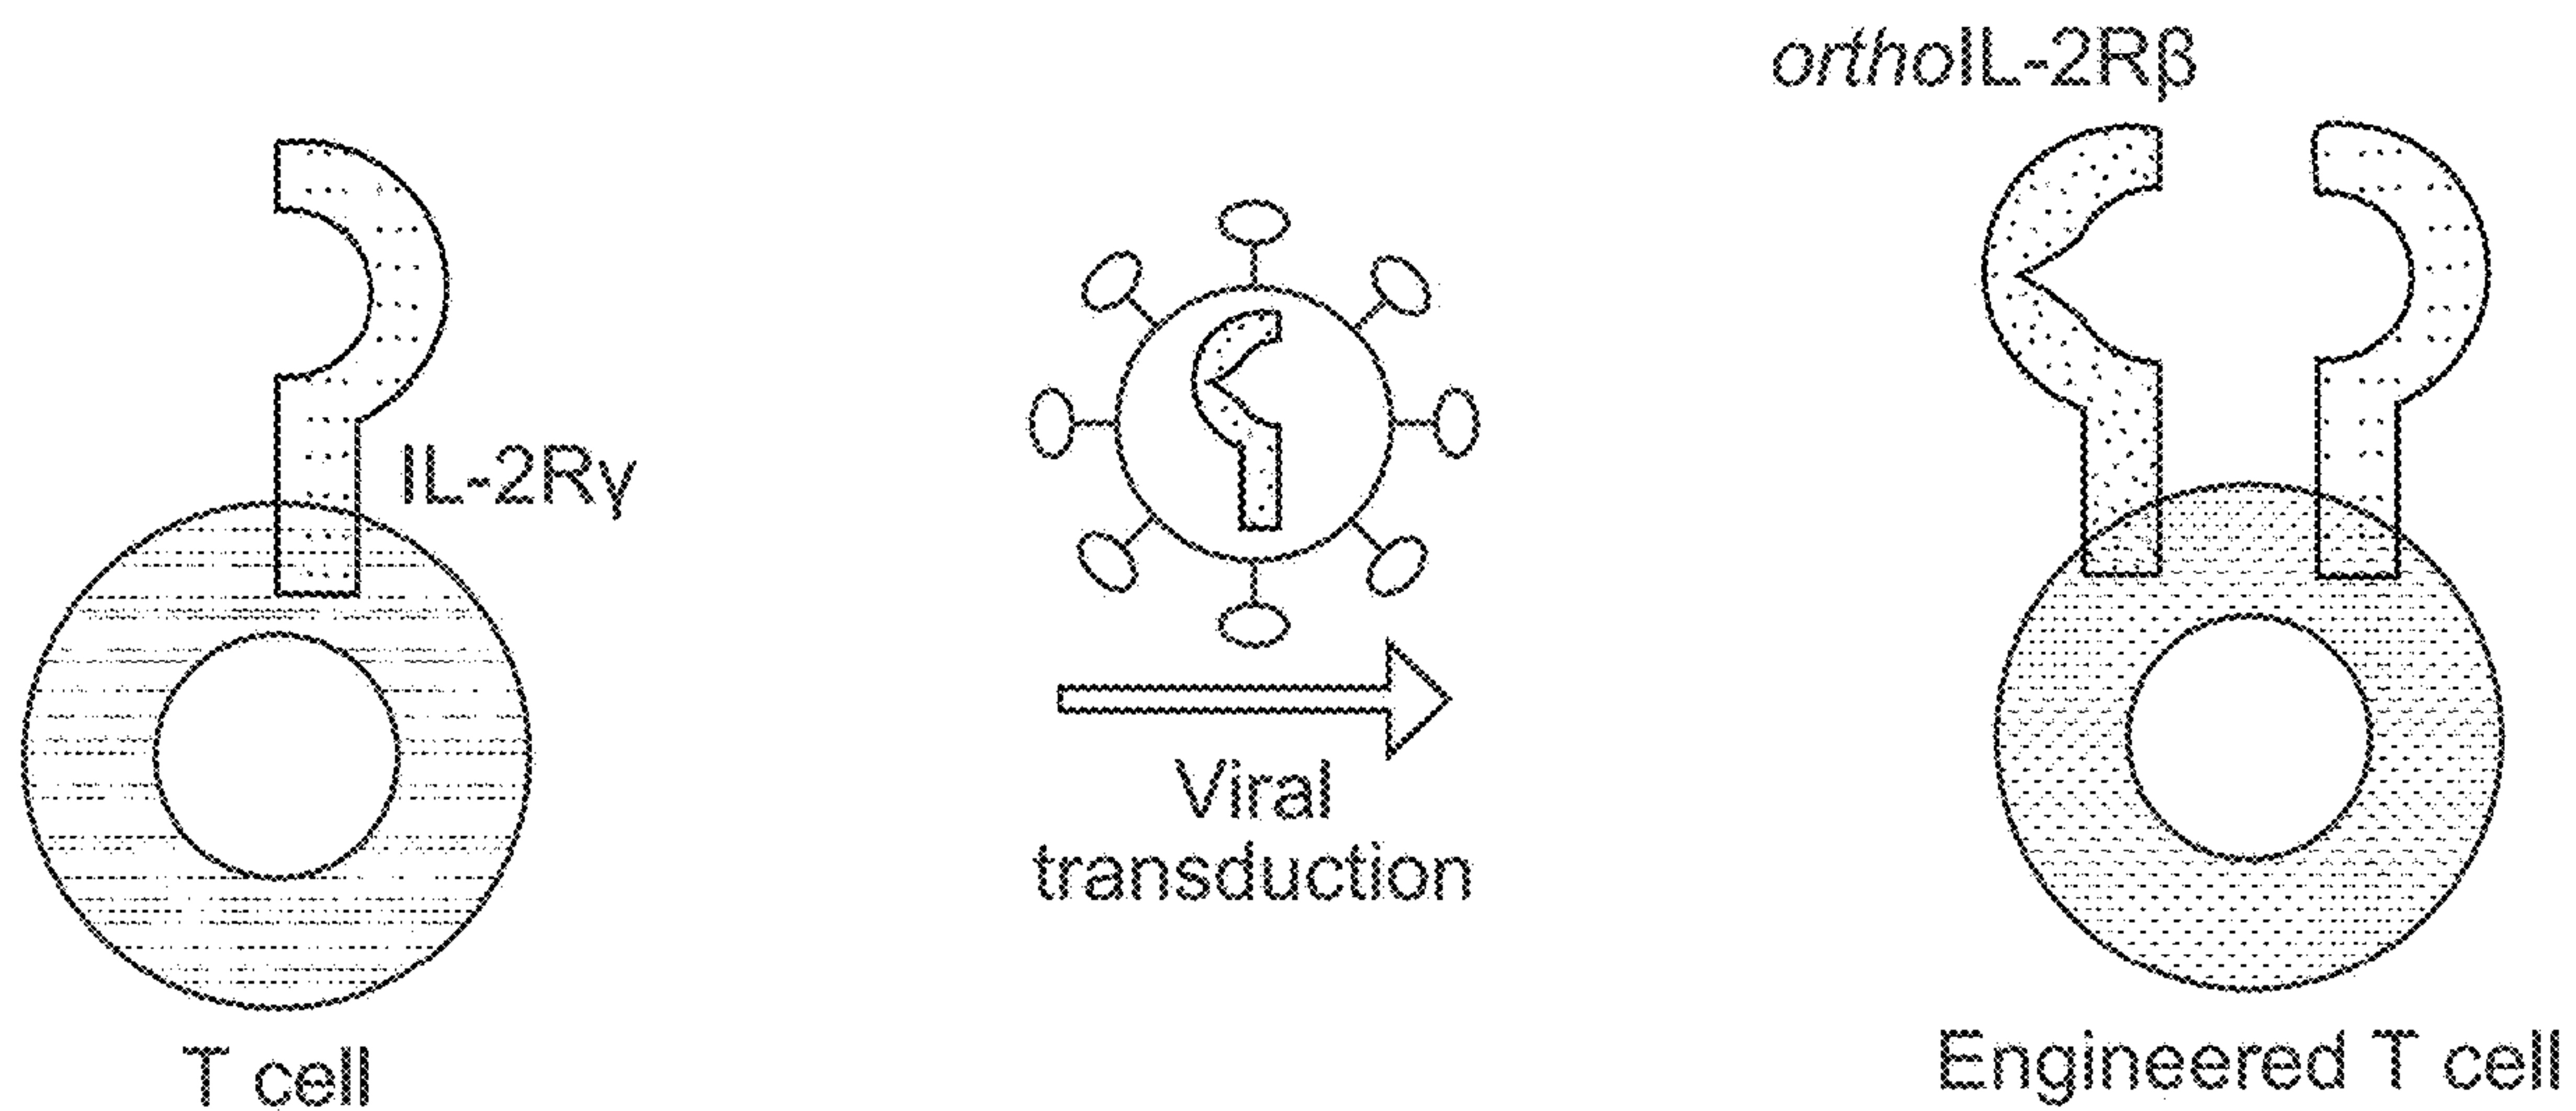 orthoIL-2Rβ
IL-2Rγ
Viral
transduction
T cell
Engineered T cell